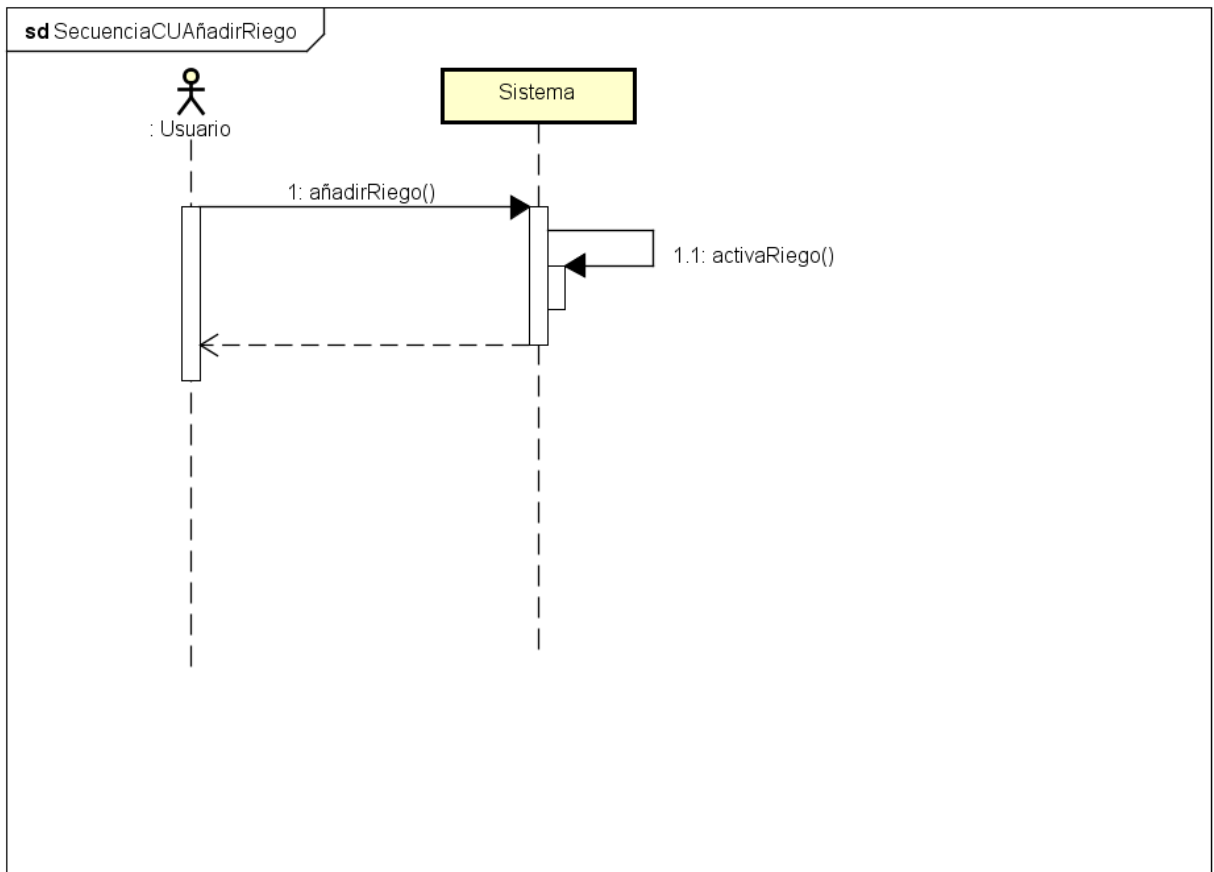 sd SecuenciaCUAñadirRiego
Sistema
: Usuario
1: añadirRiego()
1.1: activaRiego()